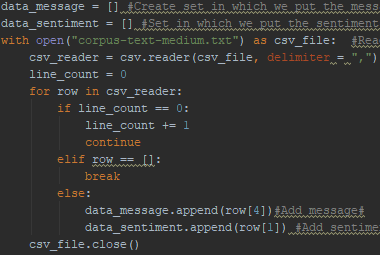 data_message = [] #Create set in which we put the mess
data_sentiment = [] #Set in which we put the sentiment
with open("corpus-text-medium.txt") as csv_file: #Rea
    csv_reader = csv.reader(csv_file, delimiter = ",")
    line_count = 0
    for row in csv_reader:
        if line_count == 0:
            line_count += 1
            continue
        elif row == []:
            break
        else:
            data_message.append(row[4])#Add message#
            data_sentiment.append(row[1]) #Add sentime
    csv_file.close()